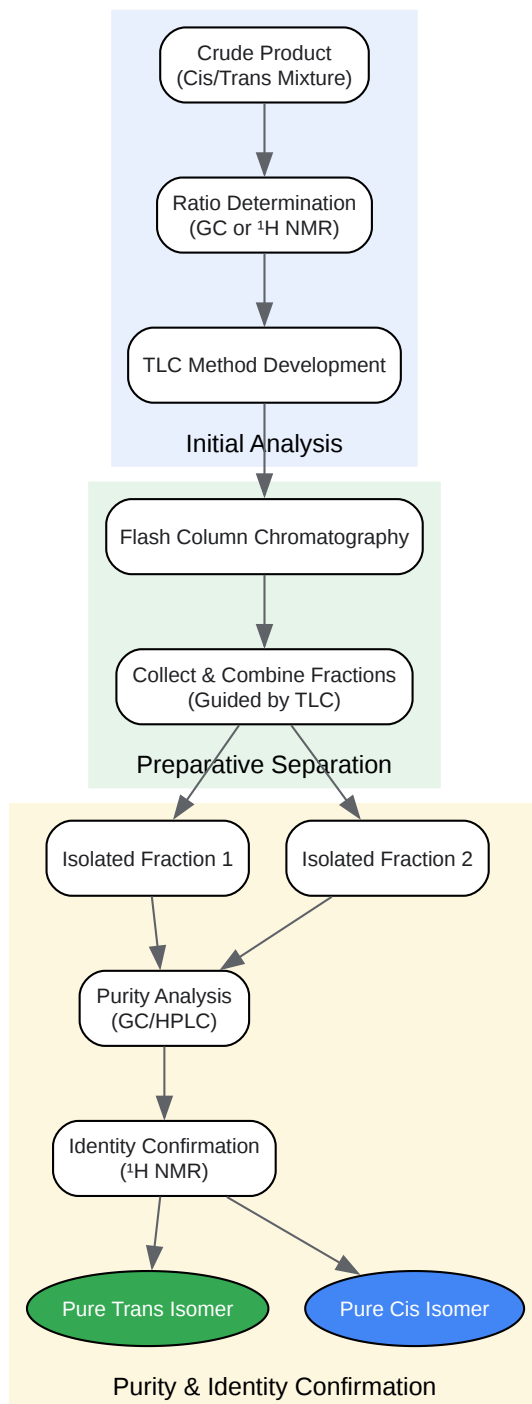 Crude Product
(Cis/Trans Mixture)
Ratio Determination
(GC or ¹H NMR)
TLC Method Development
Initial Analysis
Flash Column Chromatography
Collect & Combine Fractions
(Guided by TLC)
Preparative Separation
Isolated Fraction 1
Isolated Fraction 2
Purity Analysis
(GC/HPLC)
Identity Confirmation
(¹H NMR)
Pure Trans Isomer
Pure Cis Isomer
Purity & Identity Confirmation